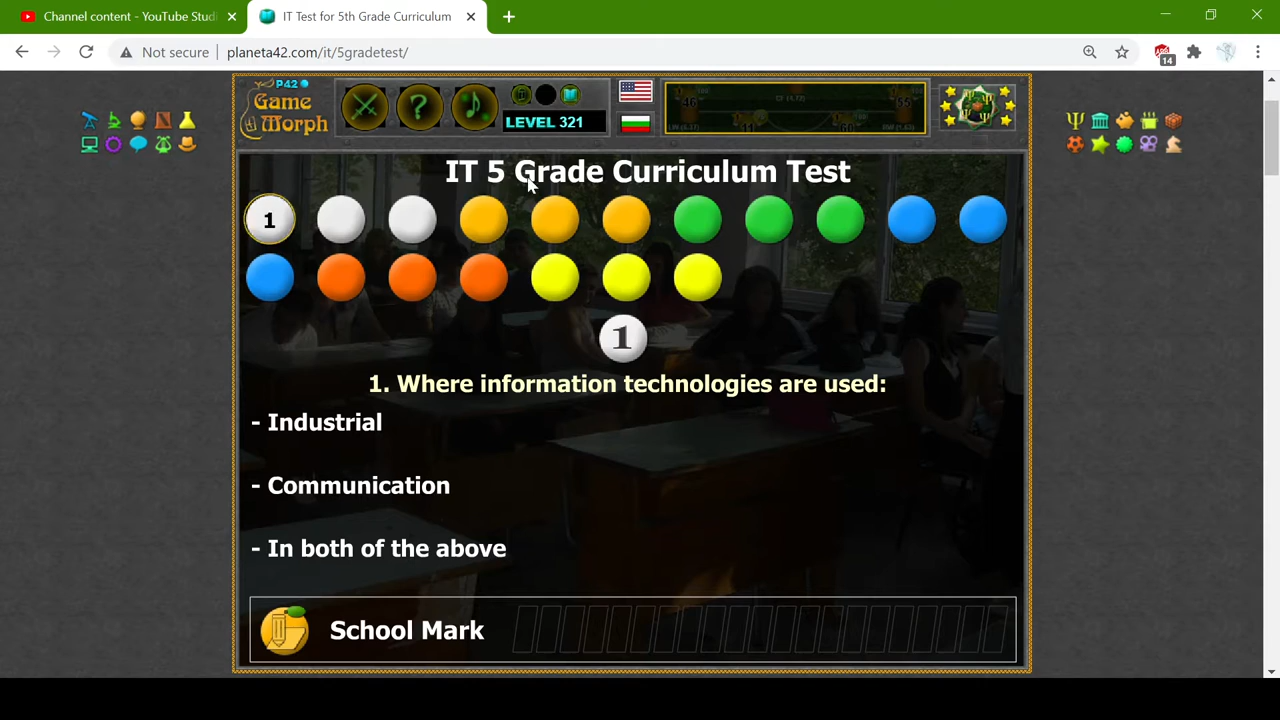 Channel content - YouTube Studi
IT Test for 5th Grade Curriculum
Not secure
planeta42.com/it/5gradetest/
14
P42
Game
Morph
?
LEVEL 321
IT 5 Grade Curriculum Test
1
1
1. Where information technologies are used:
- Industrial
- Communication
- In both of the above
School Mark